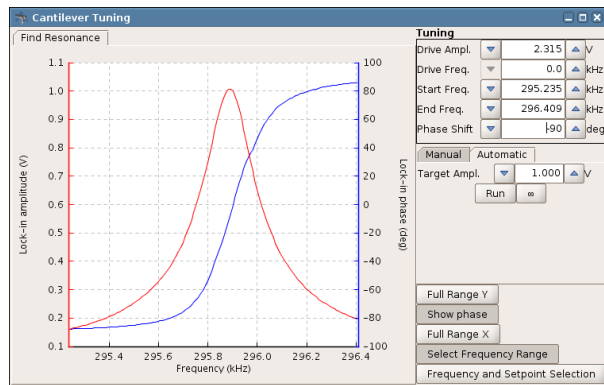 Cantilever Tuning
Find Resonance
1.1
1.0
0.9
0.8
0.7
0.6
0.5
0.4
0.3
0.2
0.1
Lock-in amplitude (V)
295.4 295.6 295.8 296.0 296.2 296.4
Frequency (kHz)
100
80
60
40
20
0
-20
-40
-60
-80
-100
Lock-in phase (deg)
Tuning
Drive Ampl. 2.315 V
Drive Freq. 0.0 kHz
Start Freq. 295.235 kHz
End Freq. 296.409 kHz
Phase Shift -90 deg
Manual Automatic
Target Ampl. 1.000 V
Run ∞
Full Range Y
Show phase
Full Range X
Select Frequency Range
Frequency and Setpoint Selection